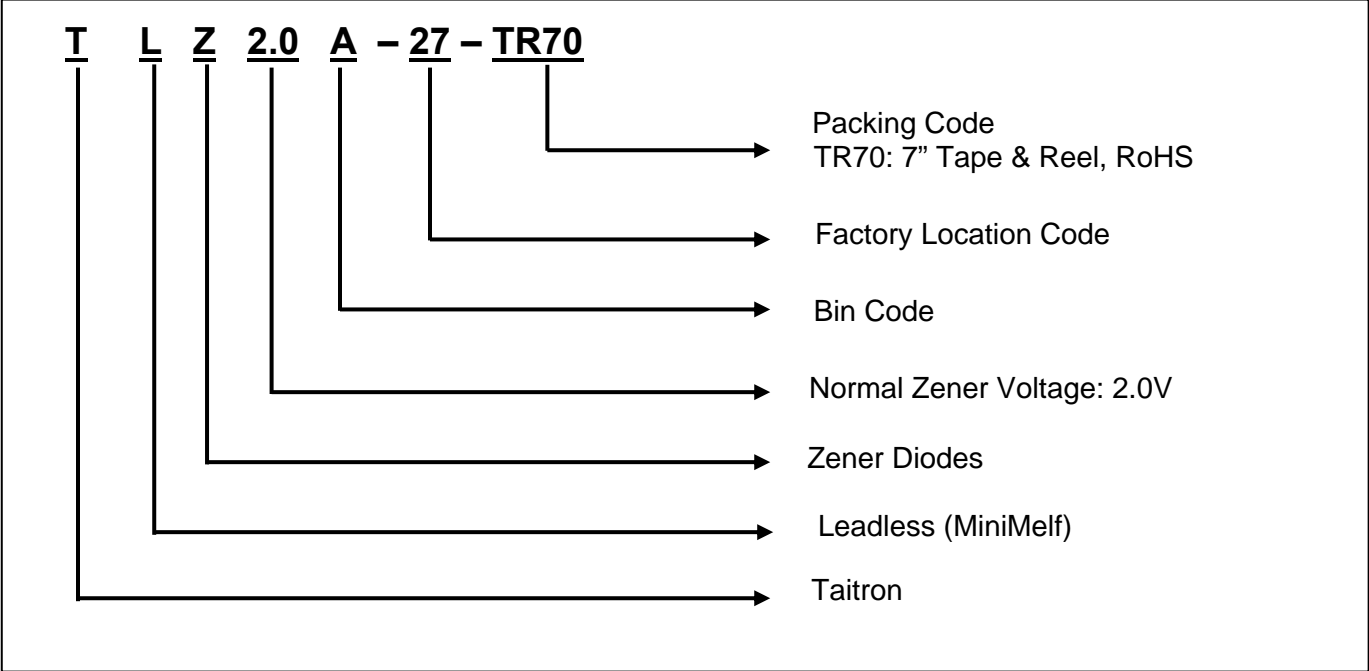 T L Z 2.0 A – 27 – TR70
Packing Code
TR70: 7” Tape & Reel, RoHS
Factory Location Code
Bin Code
Normal Zener Voltage: 2.0V
Zener Diodes
Leadless (MiniMelf)
Taitron